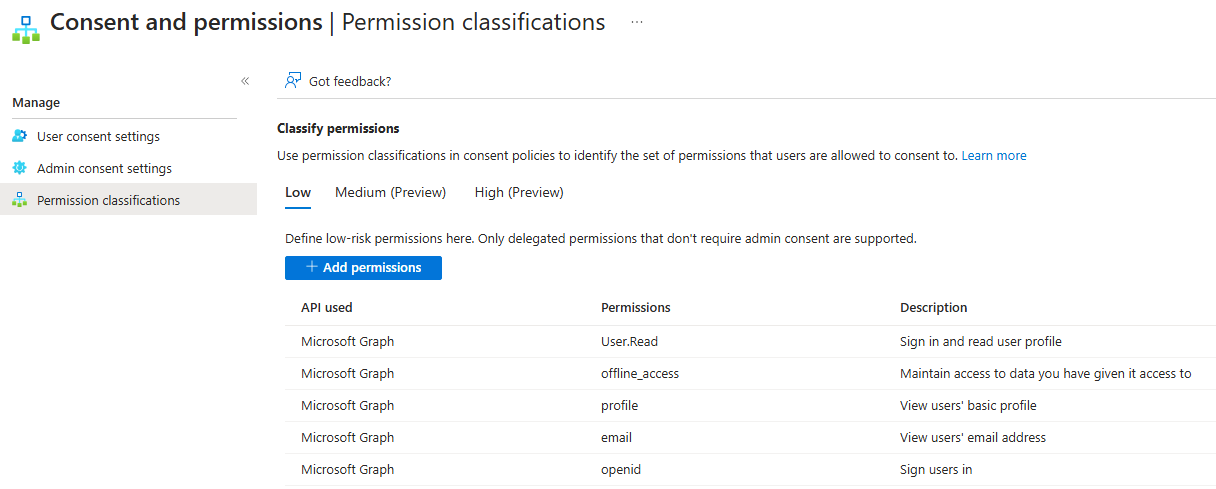 Consent and permissions | Permission classifications ...
«
Got feedback?
Manage
User consent settings
Admin consent settings
Permission classifications
Classify permissions
Use permission classifications in consent policies to identify the set of permissions that users are allowed to consent to. Learn more
Low Medium (Preview) High (Preview)
Define low-risk permissions here. Only delegated permissions that don't require admin consent are supported.
+ Add permissions
API used Permissions Description
Microsoft Graph User.Read Sign in and read user profile
Microsoft Graph offline_access Maintain access to data you have given it access to
Microsoft Graph profile View users' basic profile
Microsoft Graph email View users' email address
Microsoft Graph openid Sign users in